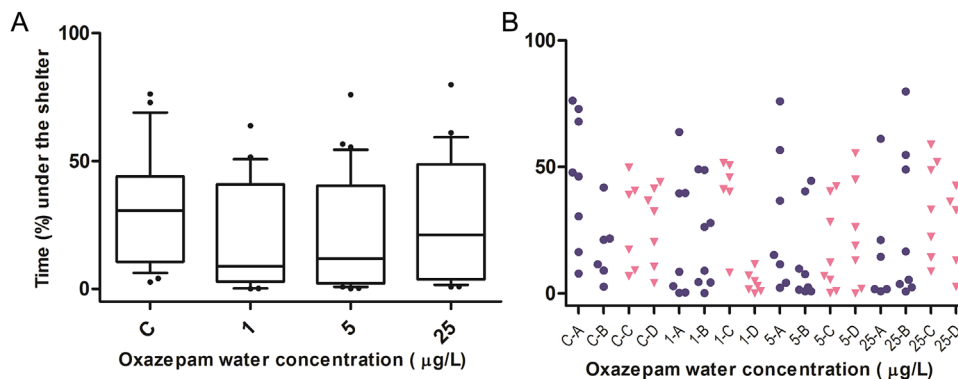 A
Time (%) under the shelter
100
50
0
C
1
5
25
Oxazepam water concentration ( μg/L)
B
100
50
0
C-A
C-B
C-C
C-D
1-A
1-B
1-C
1-D
5-A
5-B
5-C
5-D
25-A
25-B
25-C
25-D
Oxazepam water concentration ( μg/L)